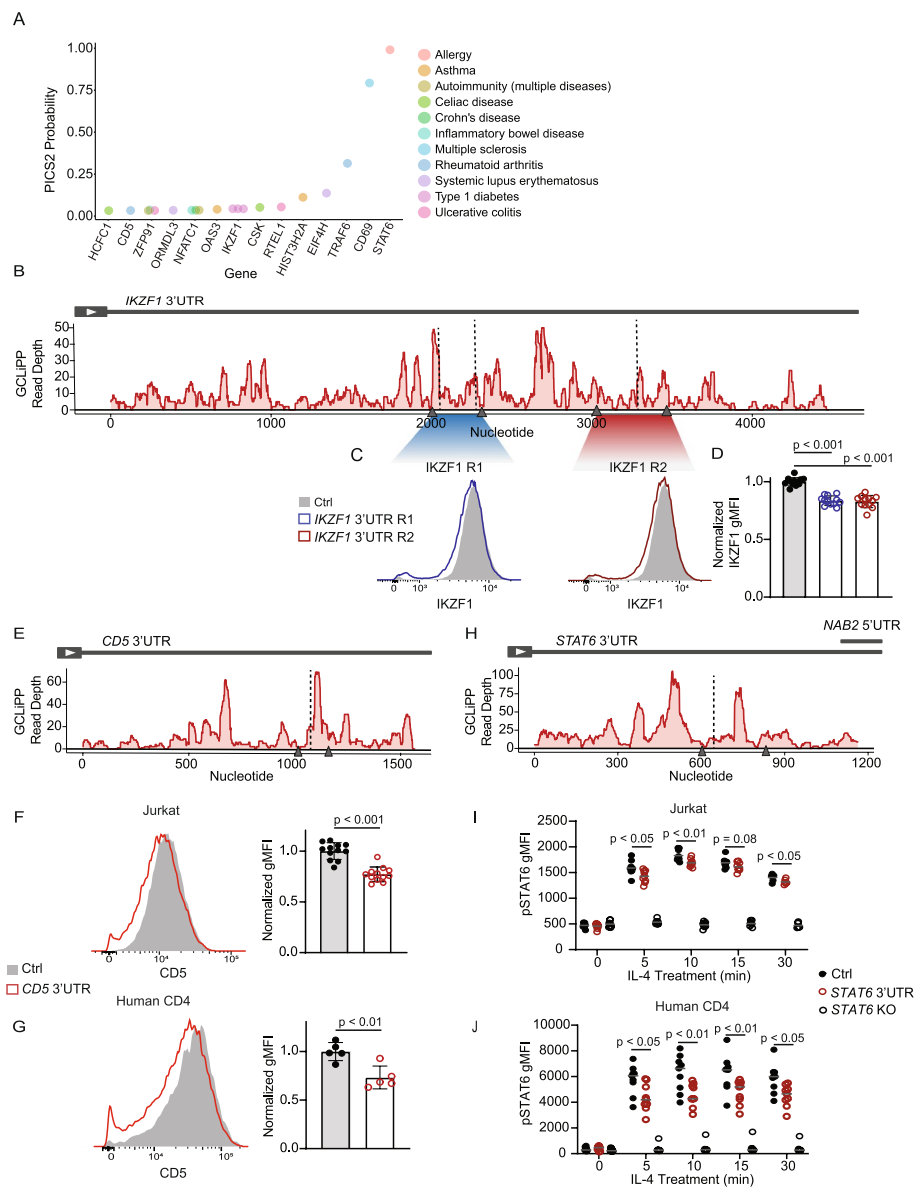 A
PICS2 Probability
1.00
0.75
0.50
0.25
0.00
HCFC1
CD5
ZFP91
ORMDL3
NFATC1
OAS3
IKZF1
CSK
RTEL1
HIST3H2A
EIF4H
TRAF6
CD69
STAT6
Gene
Allergy
Asthma
Autoimmunity (multiple diseases)
Celiac disease
Crohn's disease
Inflammatory bowel disease
Multiple sclerosis
Rheumatoid arthritis
Systemic lupus erythematosus
Type 1 diabetes
Ulcerative colitis
B
IKZF1 3'UTR
GCLiPP
Read Depth
50
40
30
20
10
0
0 1000 2000 3000 4000
Nucleotide
C
IKZF1 R1
IKZF1 R2
Ctrl
IKZF1 3'UTR R1
IKZF1 3'UTR R2
0 10³ 10⁴
IKZF1
0 10³ 10⁴
IKZF1
D
p < 0.001
p < 0.001
Normalized
IKZF1 gMFI
1.0
0.5
0.0
E
CD5 3'UTR
GCLiPP
Read Depth
60
40
20
0
0 500 1000 1500
Nucleotide
H
NAB2 5'UTR
STAT6 3'UTR
GCLiPP
Read Depth
100
75
50
25
0
0 300 600 900 1200
Nucleotide
F
Jurkat
0 10⁴ 10⁵
CD5
p < 0.001
Normalized gMFI
1.0
0.5
0.0
Ctrl
CD5 3'UTR
G
Human CD4
0 10⁴ 10⁵
CD5
p < 0.01
Normalized gMFI
1.0
0.5
0.0
I
Jurkat
pSTAT6 gMFI
2500
2000
1500
1000
500
0
p < 0.05
p < 0.01
p = 0.08
p < 0.05
0 5 10 15 30
IL-4 Treatment (min)
Ctrl
STAT6 3'UTR
STAT6 KO
J
Human CD4
pSTAT6 gMFI
10000
8000
6000
4000
2000
0
p < 0.05
p < 0.01
p < 0.01
p < 0.05
0 5 10 15 30
IL-4 Treatment (min)